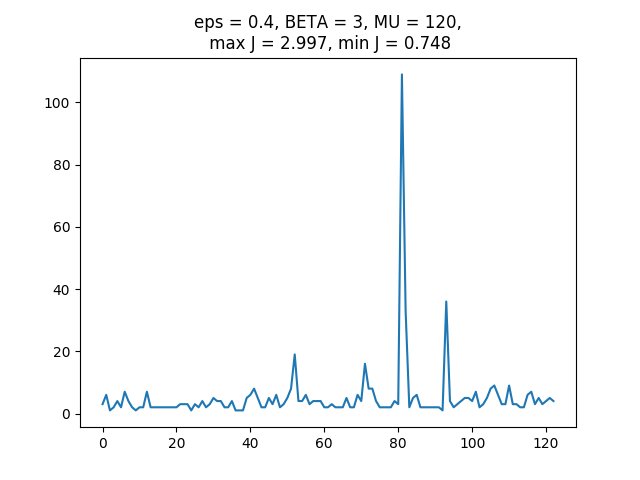 eps = 0.4, BETA = 3, MU = 120,
max J = 2.997, min J = 0.748
100
80
60
40
20
0
0 20 40 60 80 100 120